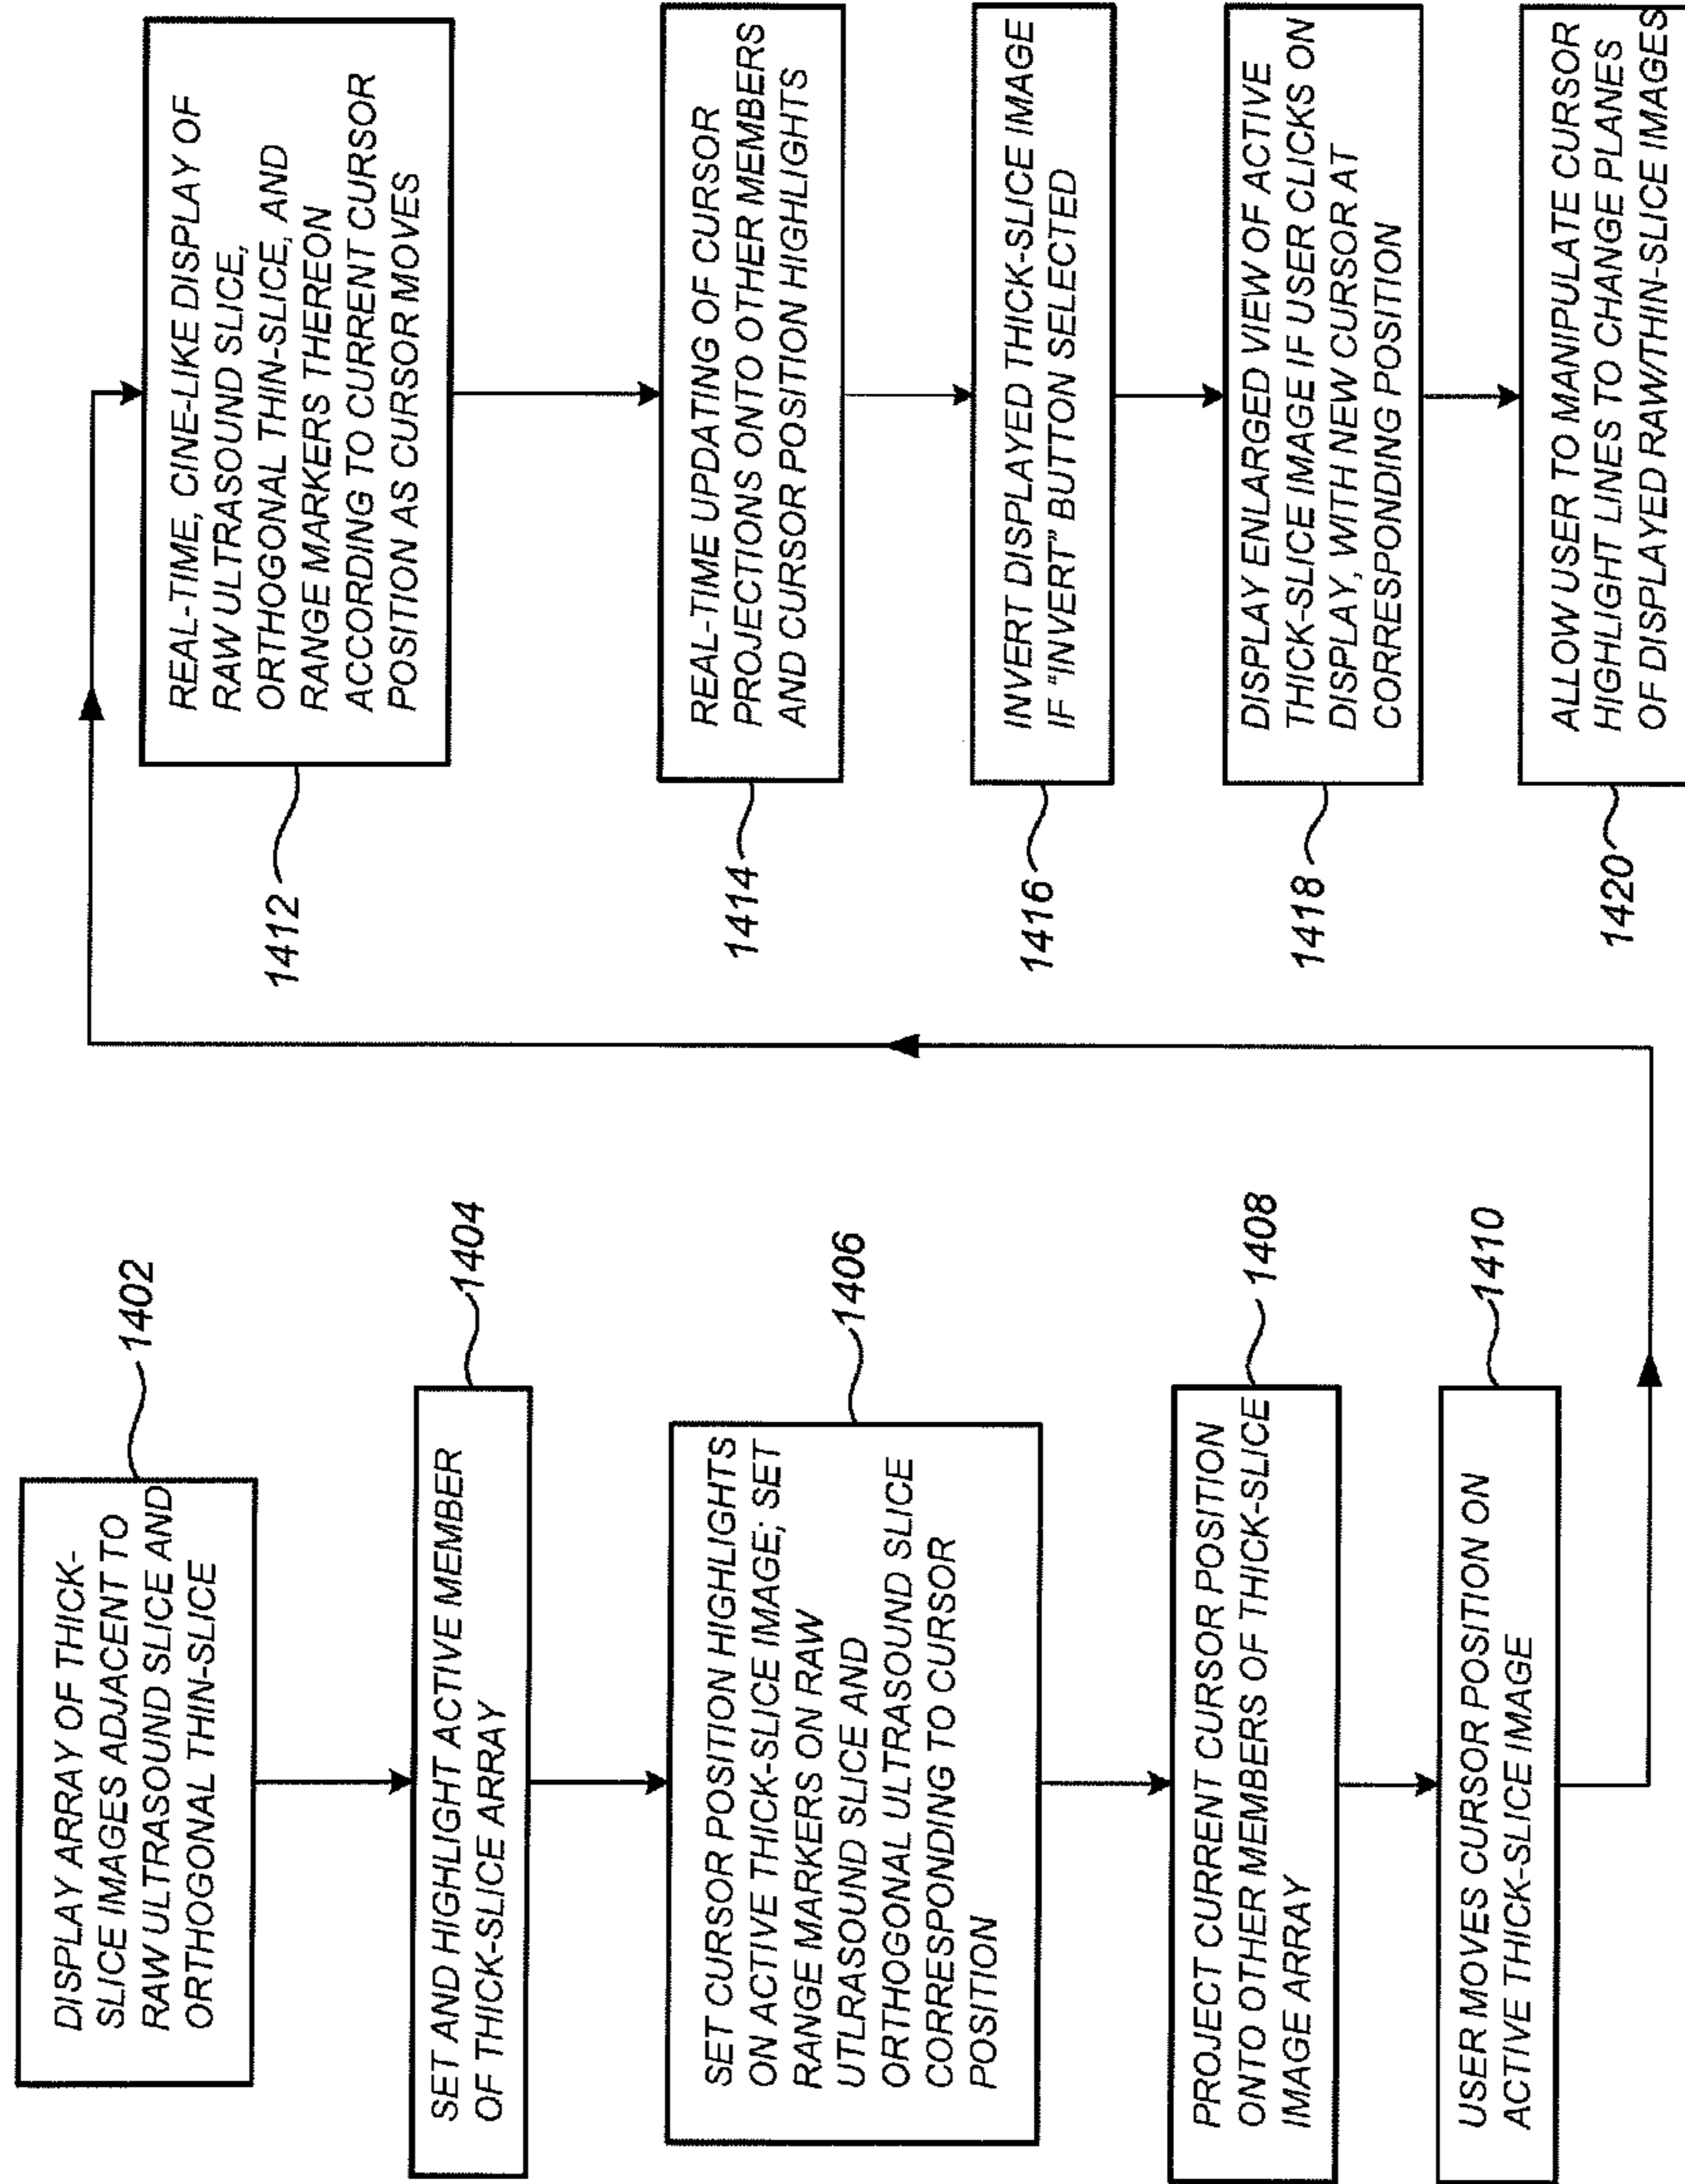 DISPLAY ARRAY OF THICK-
SLICE IMAGES ADJACENT TO
RAW ULTRASOUND SLICE AND
ORTHOGONAL THIN-SLICE
1402
SET AND HIGHLIGHT ACTIVE MEMBER
OF THICK-SLICE ARRAY
1404
SET CURSOR POSITION HIGHLIGHTS
ON ACTIVE THICK-SLICE IMAGE; SET
RANGE MARKERS ON RAW
UTLRASOUND SLICE AND
ORTHOGONAL ULTRASOUND SLICE
CORRESPONDING TO CURSOR
POSITION
1406
PROJECT CURRENT CURSOR POSITION
ONTO OTHER MEMBERS OF THICK-SLICE
IMAGE ARRAY
1408
USER MOVES CURSOR POSITION ON
ACTIVE THICK-SLICE IMAGE
1410
REAL-TIME, CINE-LIKE DISPLAY OF
RAW ULTRASOUND SLICE,
ORTHOGONAL THIN-SLICE, AND
RANGE MARKERS THEREON
ACCORDING TO CURRENT CURSOR
POSITION AS CURSOR MOVES
1412
REAL-TIME UPDATING OF CURSOR
PROJECTIONS ONTO OTHER MEMBERS
AND CURSOR POSITION HIGHLIGHTS
1414
INVERT DISPLAYED THICK-SLICE IMAGE
IF "INVERT" BUTTON SELECTED
1416
DISPLAY ENLARGED VIEW OF ACTIVE
THICK-SLICE IMAGE IF USER CLICKS ON
DISPLAY, WITH NEW CURSOR AT
CORRESPONDING POSITION
1418
ALLOW USER TO MANIPULATE CURSOR
HIGHLIGHT LINES TO CHANGE PLANES
OF DISPLAYED RAW/THIN-SLICE IMAGES
1420